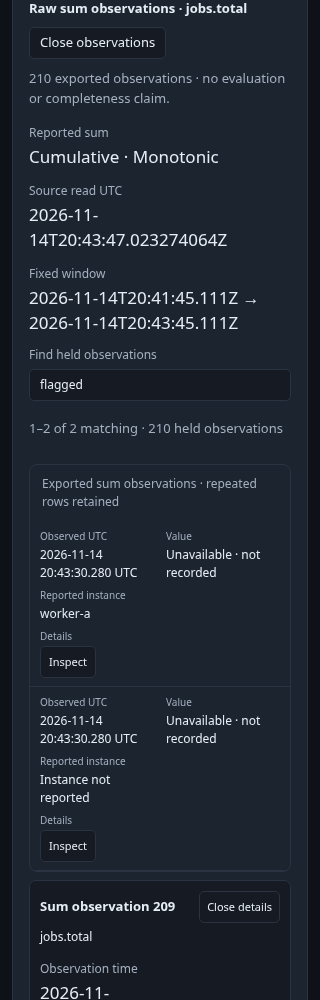 Raw sum observations · jobs.total
Close observations
210 exported observations · no evaluation
or completeness claim.
Reported sum
Cumulative · Monotonic
Source read UTC
2026-11-
14T20:43:47.023274064Z
Fixed window
2026-11-14T20:41:45.111Z →
2026-11-14T20:43:45.111Z
Find held observations
flagged
1–2 of 2 matching · 210 held observations
Exported sum observations · repeated
rows retained
Observed UTC
2026-11-14
20:43:30.280 UTC
Value
Unavailable · not
recorded
Reported instance
worker-a
Details
Inspect
Observed UTC
2026-11-14
20:43:30.280 UTC
Value
Unavailable · not
recorded
Reported instance
Instance not
reported
Details
Inspect
Sum observation 209
Close details
jobs.total
Observation time
2026-11-